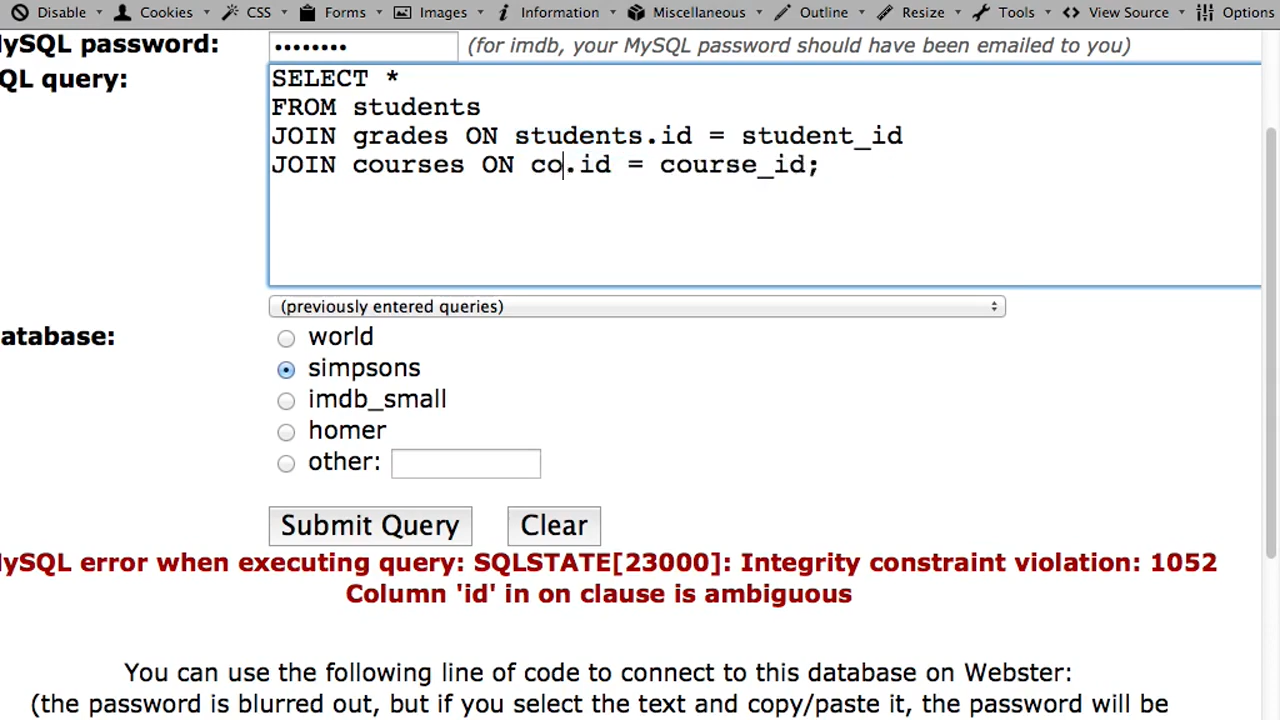 Disable Cookies CSS Forms Images Information Miscellaneous Outline Resize Tools View Source Options
MySQL password: •••••••• (for imdb, your MySQL password should have been emailed to you)
QL query:
SELECT *
FROM students
JOIN grades ON students.id = student_id
JOIN courses ON co.id = course_id;
(previously entered queries)
atabase:
world
simpsons
imdb_small
homer
other:
Submit Query Clear
MySQL error when executing query: SQLSTATE[23000]: Integrity constraint violation: 1052
Column 'id' in on clause is ambiguous
You can use the following line of code to connect to this database on Webster:
(the password is blurred out, but if you select the text and copy/paste it, the password will be